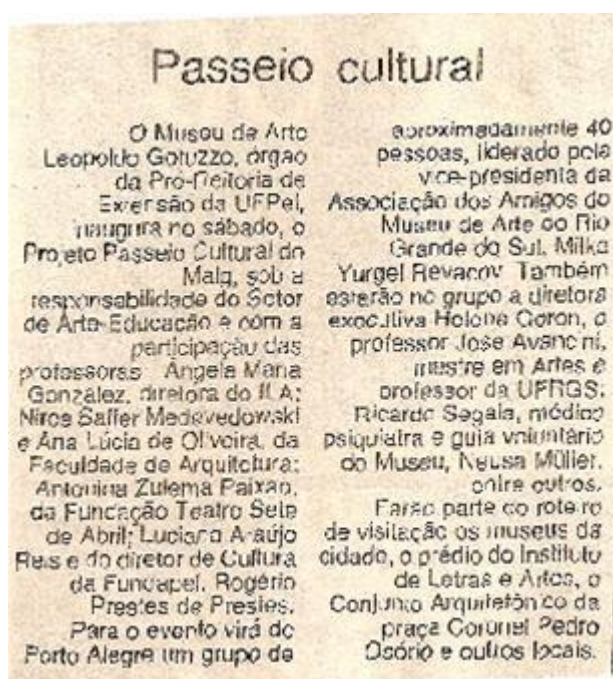 Passeio cultural
O Museu de Arte
Leopoldo Gotuzzo, órgão
da Pró-Reitoria de
Extensão da UFPel,
inaugura no sábado, o
Projeto Passeio Cultural do
Malg, sob a
responsabilidade do Setor
de Arte-Educação e com a
participação das
professoras Angela Maria
Gonzalez, diretora do ILA;
Nirce Saffer Medvedovski
e Ana Lúcia de Oliveira, da
Faculdade de Arquitetura;
Antonina Zulema Paixão,
da Fundação Teatro Sete
de Abril; Luciana Araújo
Reis e do diretor de Cultura
da Fundapel, Rogério
Prestes de Prestes.
Para o evento virá de
Porto Alegre um grupo de
aproximadamente 40
pessoas, liderado pela
vice-presidenta da
Associação dos Amigos do
Museu de Arte do Rio
Grande do Sul, Milka
Yurgel Revacov. Também
estarão no grupo a diretora
executiva Helena Coron, o
professor José Avancini,
mestre em Artes e
professor da UFRGS;
Ricardo Segala, médico
psiquiatra e guia voluntário
do Museu, Neusa Müller,
entre outros.
Farão parte do roteiro
de visitação os museus da
cidade, o prédio do Instituto
de Letras e Artes, o
Conjunto Arquitetônico da
praça Coronel Pedro
Osório e outros locais.